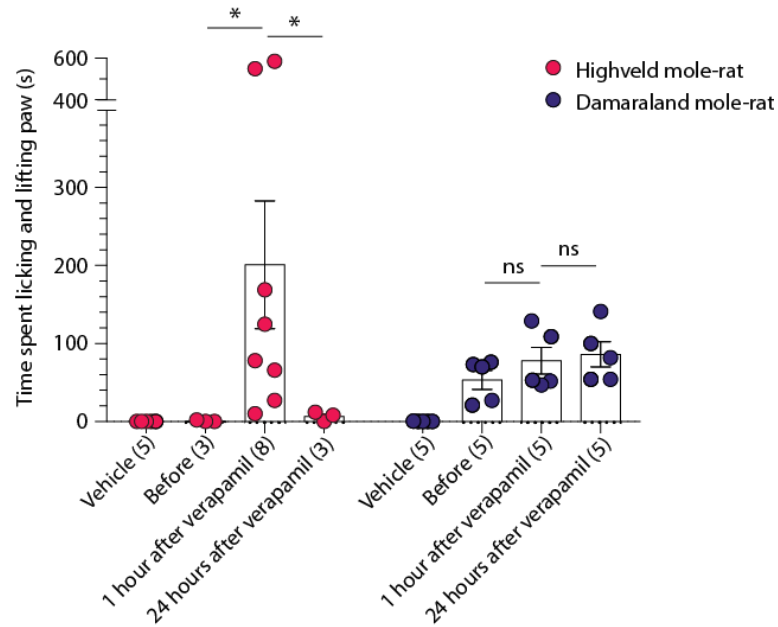 * *
600
400
300
200
100
0
Time spent licking and lifting paw (s)
Highveld mole-rat
Damaraland mole-rat
ns ns
Vehicle (5)
Before (3)
1 hour after verapamil (8)
24 hours after verapamil (3)
Vehicle (5)
Before (5)
1 hour after verapamil (5)
24 hours after verapamil (5)